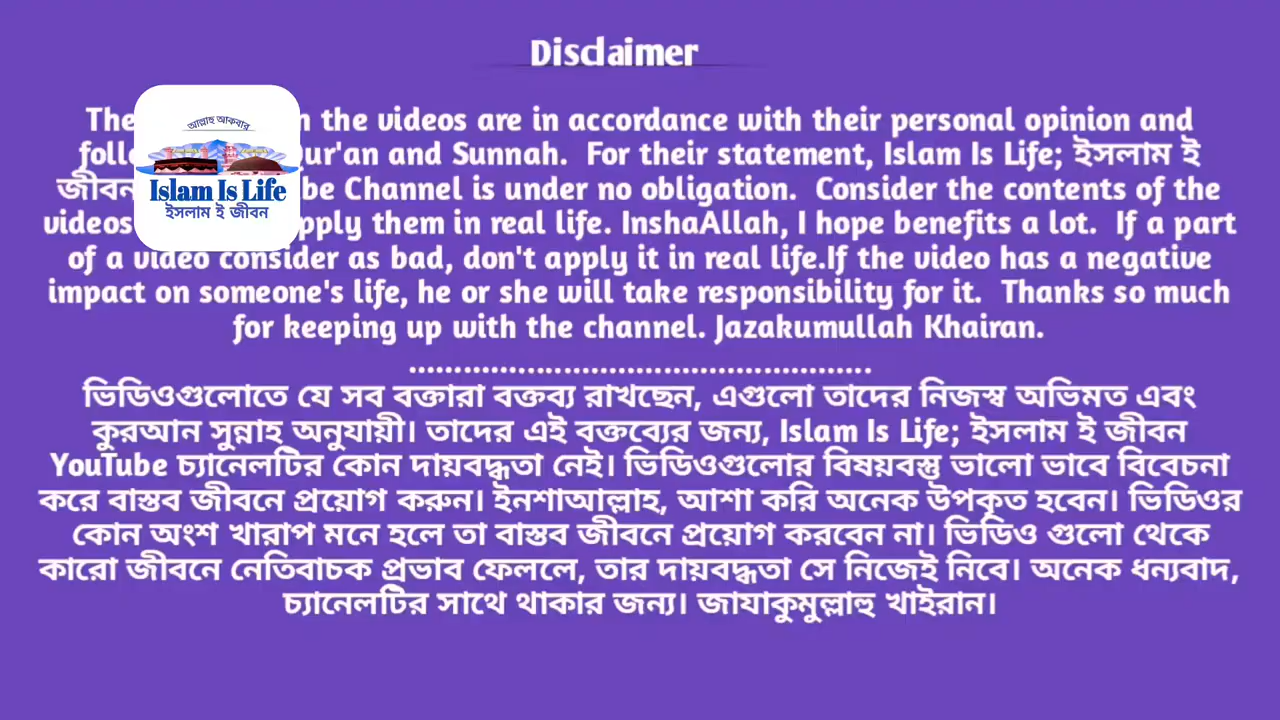 Disclaimer
The
n the videos are in accordance with their personal opinion and
আল্লাহু আকবার
ur'an and Sunnah.  For their statement, Islam Is Life; ইসলাম ই
জীবন
be Channel is under no obligation.  Consider the contents of the
Islam Is Life
ইসলাম ই জীবন
videos
pply them in real life. InshaAllah, I hope benefits a lot.  If a part
of a video consider as bad, don't apply it in real life.If the video has a negative
impact on someone's life, he or she will take responsibility for it.  Thanks so much
for keeping up with the channel. Jazakumullah Khairan.
...................................................
ভিডিওগুলোতে যে সব বক্তারা বক্তব্য রাখছেন, এগুলো তাদের নিজস্ব অভিমত এবং
কুরআন সুন্নাহ অনুযায়ী। তাদের এই বক্তব্যের জন্য, Islam Is Life; ইসলাম ই জীবন
YouTube চ্যানেলটির কোন দায়বদ্ধতা নেই। ভিডিওগুলোর বিষয়বস্তু ভালো ভাবে বিবেচনা
করে বাস্তব জীবনে প্রয়োগ করুন। ইনশাআল্লাহ, আশা করি অনেক উপকৃত হবেন। ভিডিওর
কোন অংশ খারাপ মনে হলে তা বাস্তব জীবনে প্রয়োগ করবেন না। ভিডিও গুলো থেকে
কারো জীবনে নেতিবাচক প্রভাব ফেললে, তার দায়বদ্ধতা সে নিজেই নিবে। অনেক ধন্যবাদ,
চ্যানেলটির সাথে থাকার জন্য। জাযাকুমুল্লাহু খাইরান।